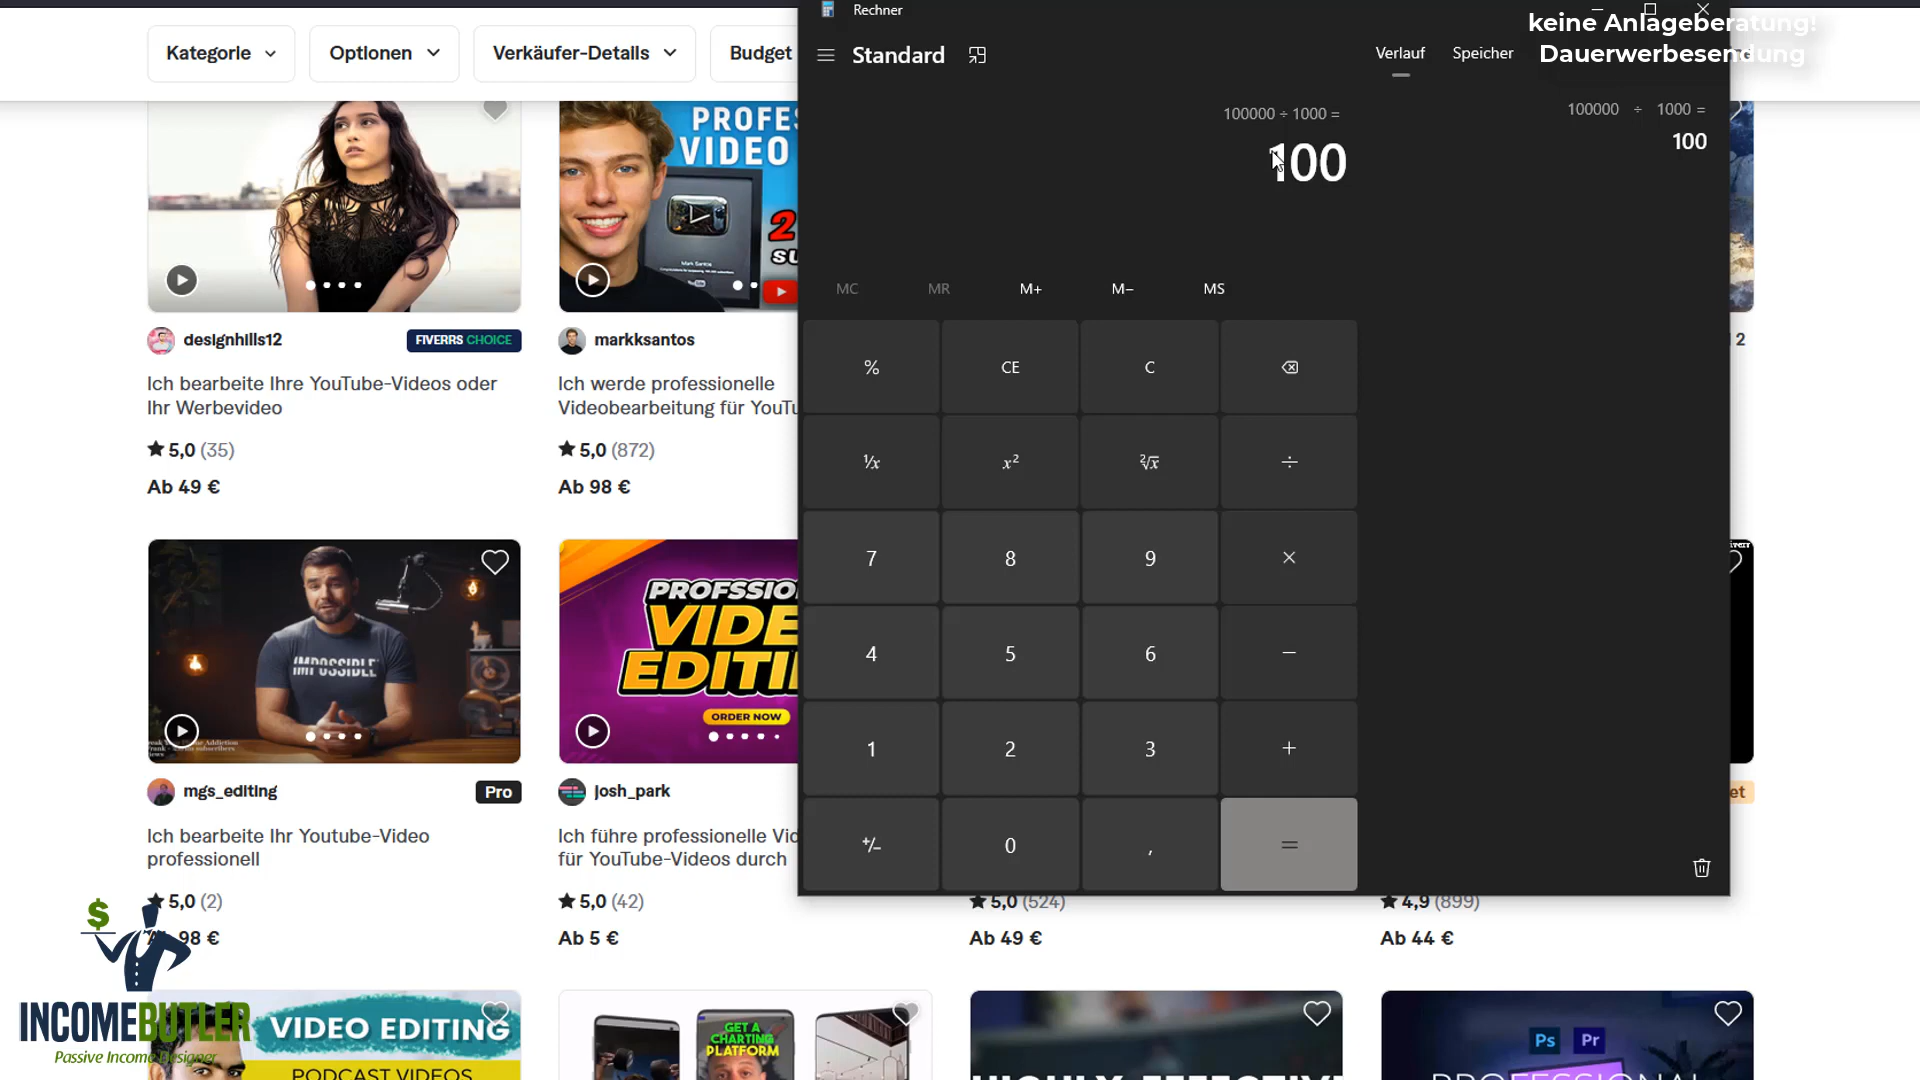 Rechner
keine Anlageberatung!
Dauerwerbesendung
Kategorie
Optionen
Verkäufer-Details
Budget
Standard
Verlauf
Speicher
100000 ÷ 1000 =
100
100000 ÷ 1000 =
100
PROFES
VIDEO
2
SU
MC
MR
M+
M−
MS
designhills12
FIVERRS CHOICE
markksantos
2
Ich bearbeite Ihre YouTube-Videos oder
Ihr Werbevideo
Ich werde professionelle
Videobearbeitung für YouTu
5,0 (35)
5,0 (872)
Ab 49 €
Ab 98 €
%
CE
C
⅟x
x²
²√x
÷
7
8
9
×
4
5
6
−
1
2
3
+
+/−
0
,
=
IMPOSSIBLE
PROFSSIO
VIDE
EDITI
ORDER NOW
mgs_editing
Pro
josh_park
et
Ich bearbeite Ihr Youtube-Video
professionell
Ich führe professionelle Vid
für YouTube-Videos durch
5,0 (2)
5,0 (42)
5,0 (524)
4,9 (899)
98 €
Ab 5 €
Ab 49 €
Ab 44 €
$
INCOMEBUTLER
Passive Income Designer
VIDEO EDITING
PODCAST VIDEOS
GET A
CHARTING
PLATFORM
HIGHLY EFFECTIVE
Ps
Pr
PROFESSIONAL